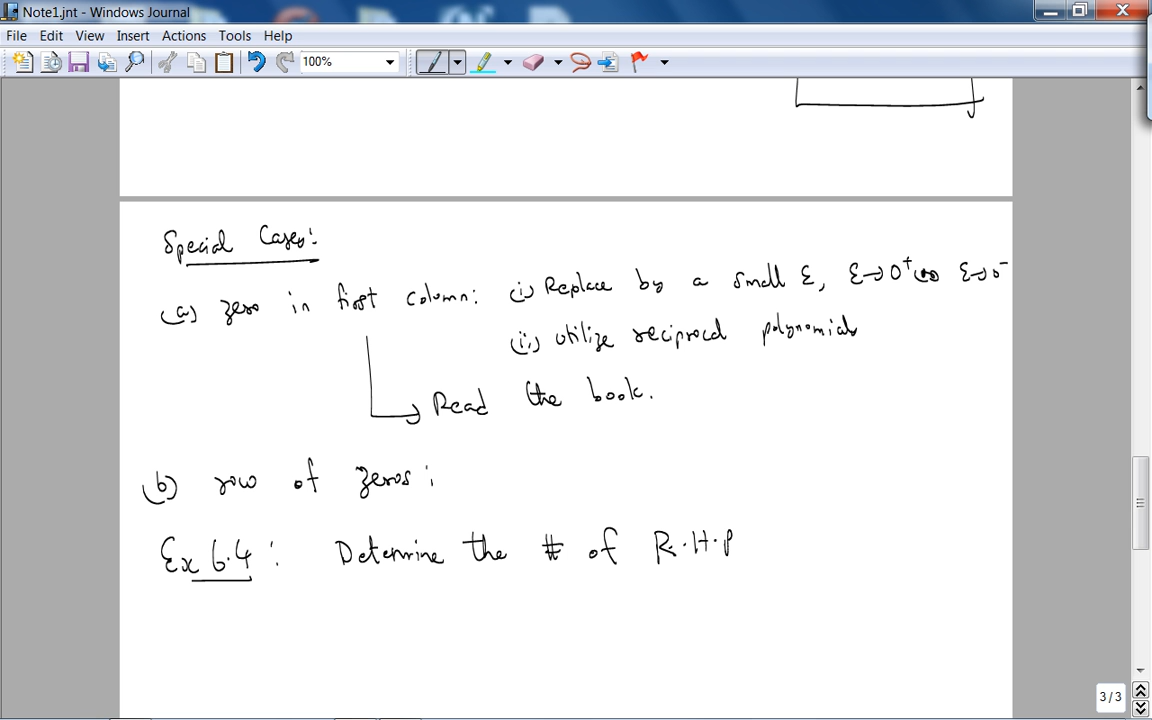 Note1.jnt - Windows Journal
File Edit View Insert Actions Tools Help
100%
Special Cases:
(a) zero in first column: (i) Replace by a small ε, ε→0⁺ or ε→0⁻
(ii) utilize reciprocal polynomials
Read the book.
(b) row of zeros:
Ex 6.4: Determine the # of R.H.P
3/3